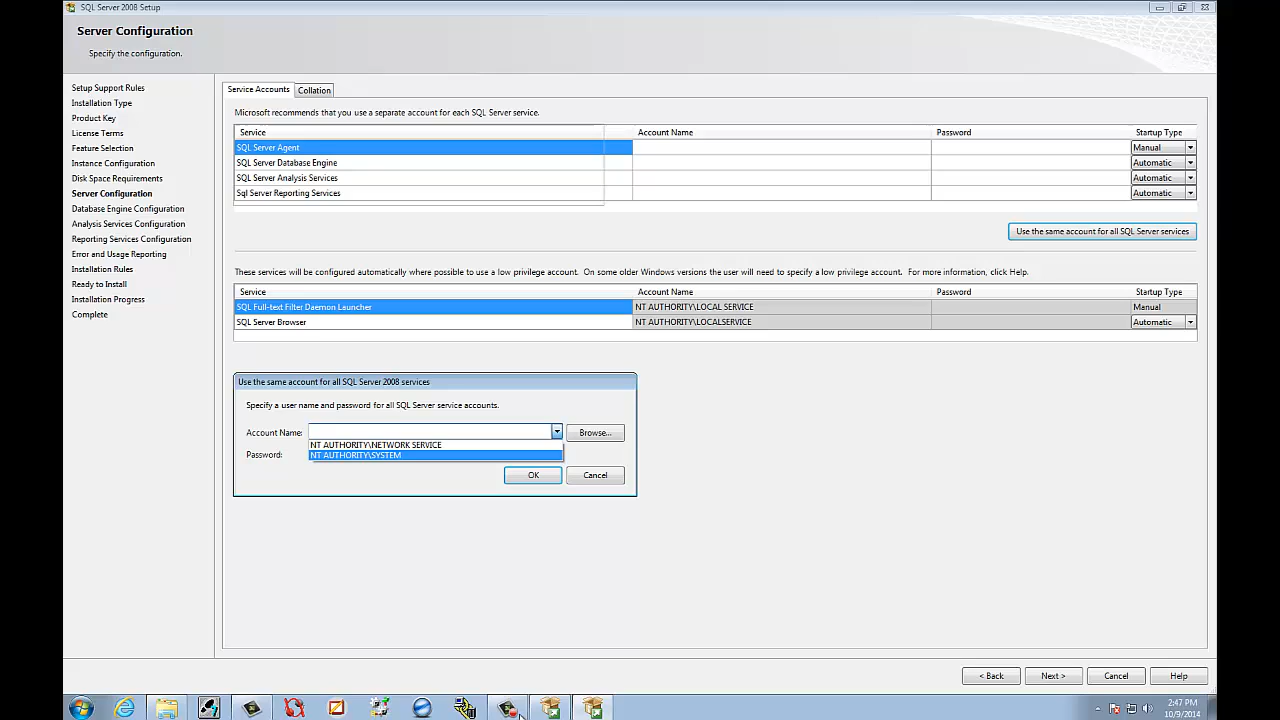 SQL Server 2008 Setup
Server Configuration
Specify the configuration.
Setup Support Rules
Installation Type
Product Key
License Terms
Feature Selection
Instance Configuration
Disk Space Requirements
Server Configuration
Database Engine Configuration
Analysis Services Configuration
Reporting Services Configuration
Error and Usage Reporting
Installation Rules
Ready to Install
Installation Progress
Complete
Service Accounts Collation
Microsoft recommends that you use a separate account for each SQL Server service.
Service Account Name Password Startup Type
SQL Server Agent Manual
SQL Server Database Engine Automatic
SQL Server Analysis Services Automatic
Sql Server Reporting Services Automatic
Use the same account for all SQL Server services
These services will be configured automatically where possible to use a low privilege account. On some older Windows versions the user will need to specify a low privilege account. For more information, click Help.
Service Account Name Password Startup Type
SQL Full-text Filter Daemon Launcher NT AUTHORITY\LOCAL SERVICE Manual
SQL Server Browser NT AUTHORITY\LOCALSERVICE Automatic
Use the same account for all SQL Server 2008 services
Specify a user name and password for all SQL Server service accounts.
Account Name: Browse...
NT AUTHORITY\NETWORK SERVICE
Password: NT AUTHORITY\SYSTEM
OK Cancel
< Back Next > Cancel Help
2:47 PM
10/9/2014